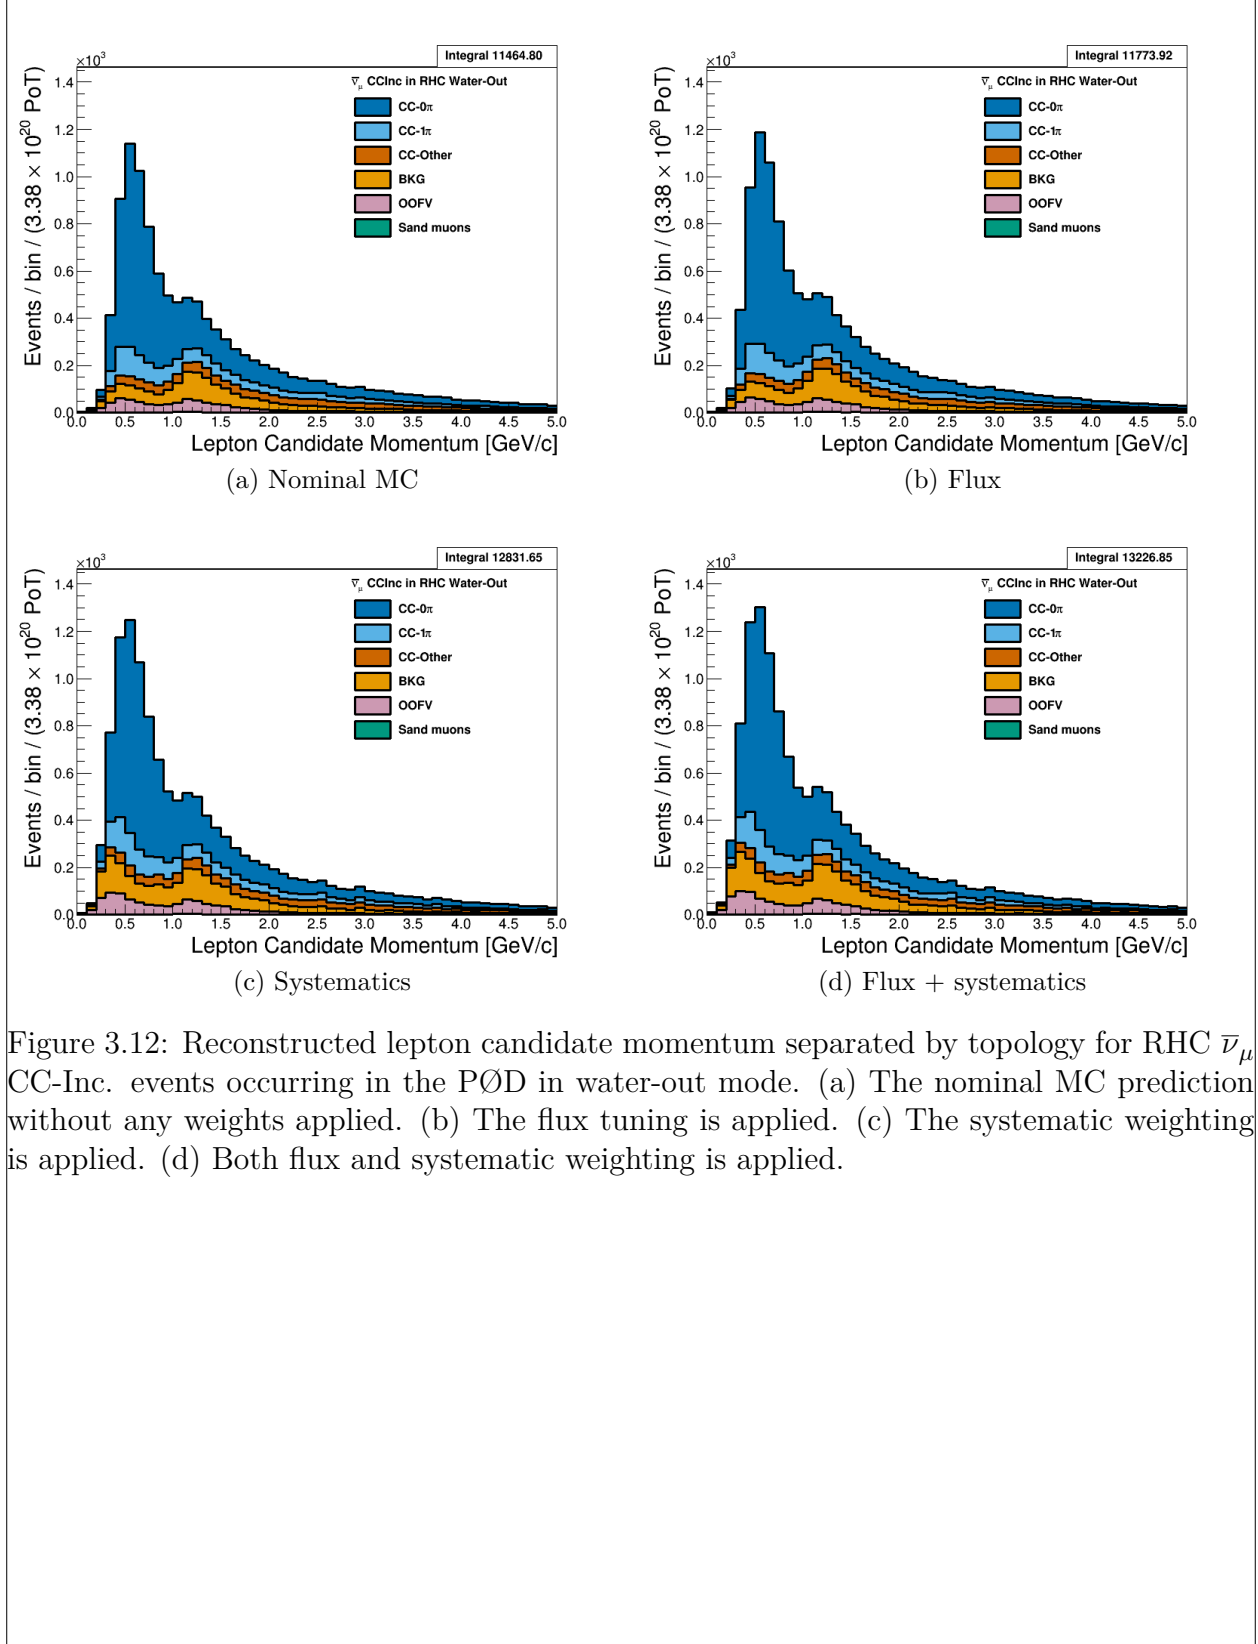 Integral 11464.80
×10³
ν̅μ CCInc in RHC Water-Out
CC-0π
CC-1π
CC-Other
BKG
OOFV
Sand muons
Events / bin / (3.38 × 10²⁰ PoT)
1.4
1.2
1.0
0.8
0.6
0.4
0.2
0.0
0.0 0.5 1.0 1.5 2.0 2.5 3.0 3.5 4.0 4.5 5.0
Lepton Candidate Momentum [GeV/c]
(a) Nominal MC
Integral 11773.92
×10³
ν̅μ CCInc in RHC Water-Out
CC-0π
CC-1π
CC-Other
BKG
OOFV
Sand muons
Events / bin / (3.38 × 10²⁰ PoT)
1.4
1.2
1.0
0.8
0.6
0.4
0.2
0.0
0.0 0.5 1.0 1.5 2.0 2.5 3.0 3.5 4.0 4.5 5.0
Lepton Candidate Momentum [GeV/c]
(b) Flux
Integral 12831.65
×10³
ν̅μ CCInc in RHC Water-Out
CC-0π
CC-1π
CC-Other
BKG
OOFV
Sand muons
Events / bin / (3.38 × 10²⁰ PoT)
1.4
1.2
1.0
0.8
0.6
0.4
0.2
0.0
0.0 0.5 1.0 1.5 2.0 2.5 3.0 3.5 4.0 4.5 5.0
Lepton Candidate Momentum [GeV/c]
(c) Systematics
Integral 13226.85
×10³
ν̅μ CCInc in RHC Water-Out
CC-0π
CC-1π
CC-Other
BKG
OOFV
Sand muons
Events / bin / (3.38 × 10²⁰ PoT)
1.4
1.2
1.0
0.8
0.6
0.4
0.2
0.0
0.0 0.5 1.0 1.5 2.0 2.5 3.0 3.5 4.0 4.5 5.0
Lepton Candidate Momentum [GeV/c]
(d) Flux + systematics
Figure 3.12: Reconstructed lepton candidate momentum separated by topology for RHC ν̅μ
CC-Inc. events occurring in the PØD in water-out mode. (a) The nominal MC prediction
without any weights applied. (b) The flux tuning is applied. (c) The systematic weighting
is applied. (d) Both flux and systematic weighting is applied.